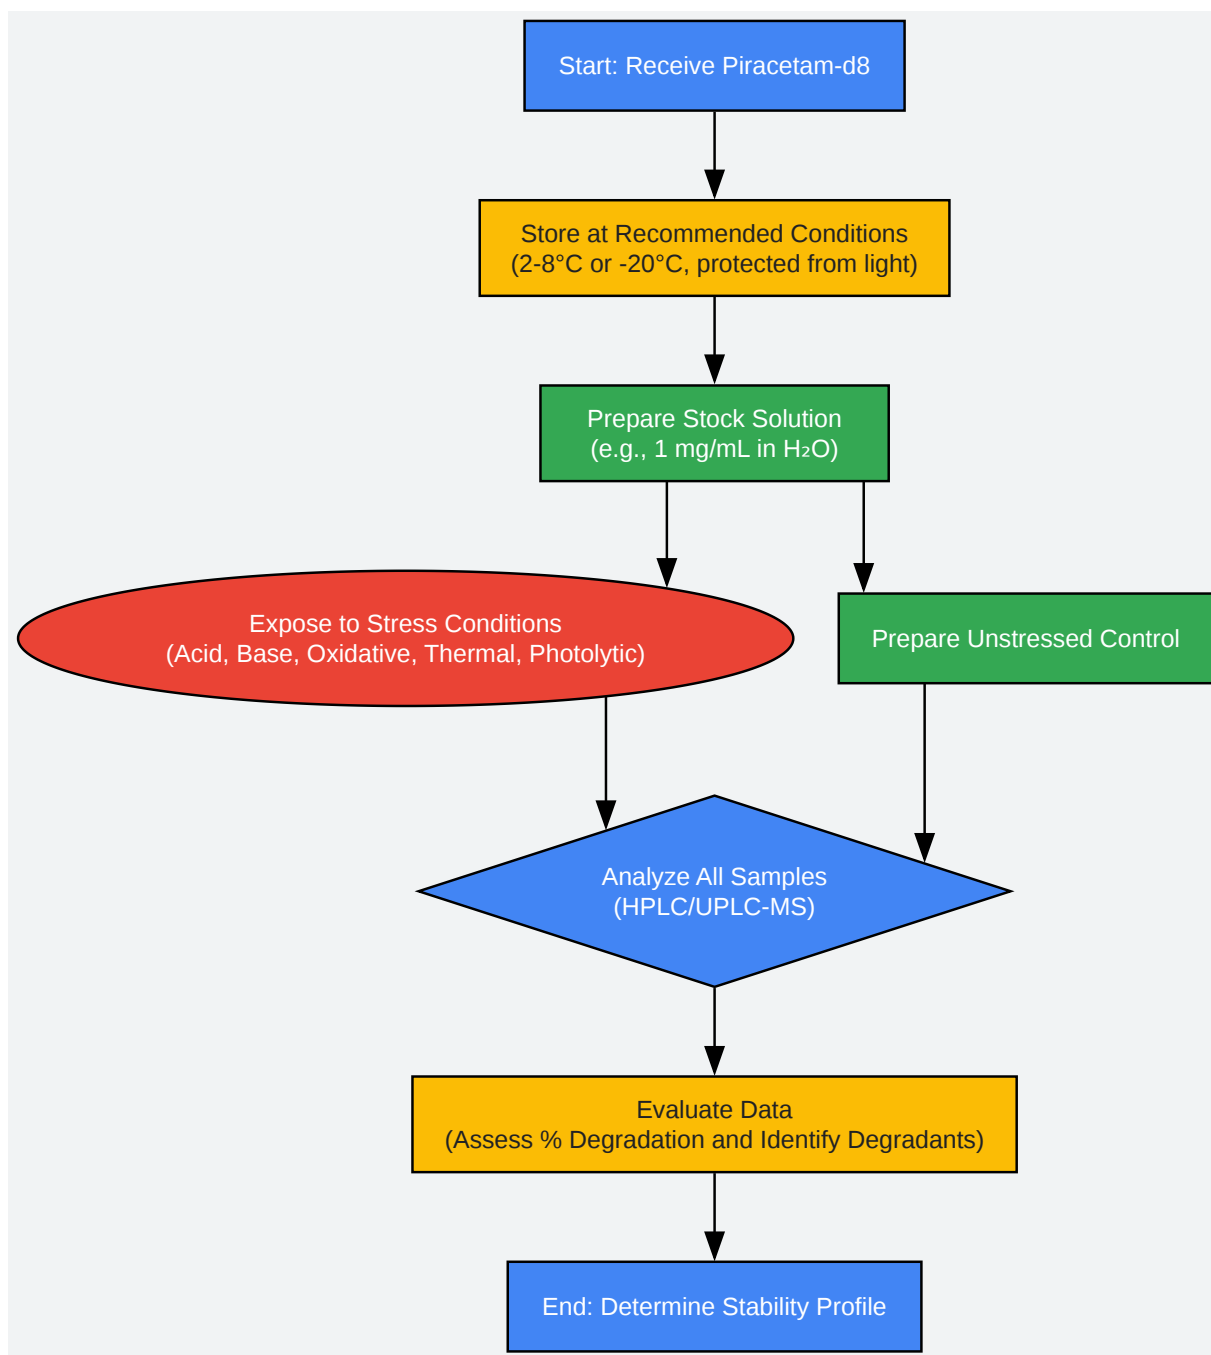 Start: Receive Piracetam-d8
Store at Recommended Conditions
(2-8°C or -20°C, protected from light)
Prepare Stock Solution
(e.g., 1 mg/mL in H₂O)
Expose to Stress Conditions
(Acid, Base, Oxidative, Thermal, Photolytic)
Prepare Unstressed Control
Analyze All Samples
(HPLC/UPLC-MS)
Evaluate Data
(Assess % Degradation and Identify Degradants)
End: Determine Stability Profile